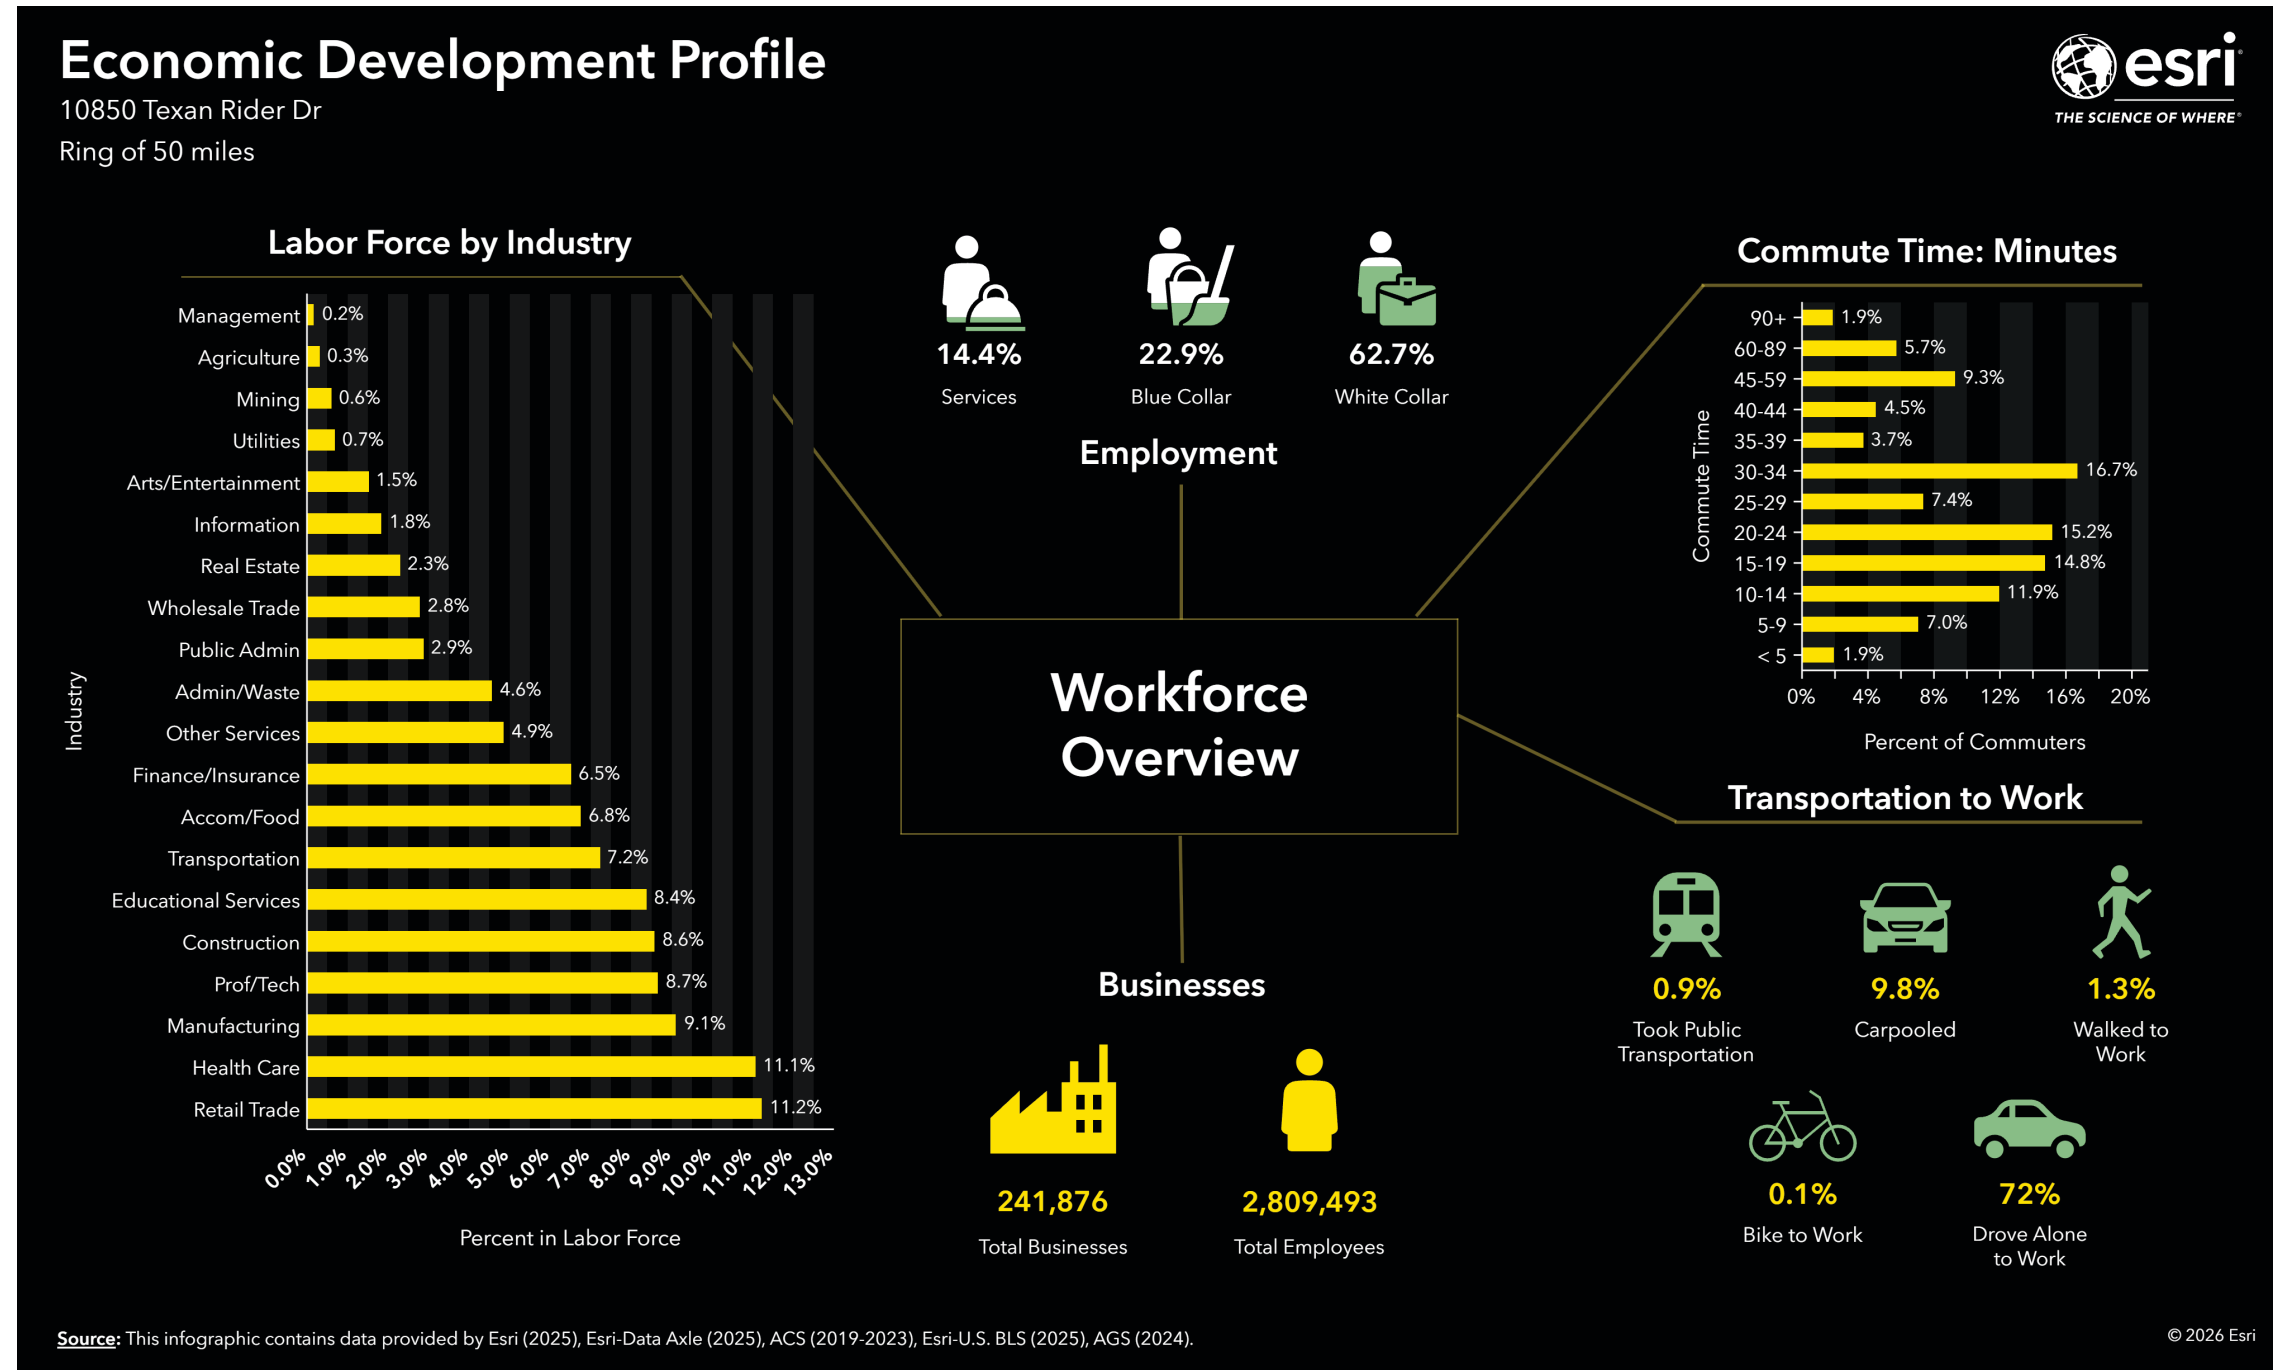 Economic Development Profile
10850 Texan Rider Dr
Ring of 50 miles
esri
THE SCIENCE OF WHERE®
Labor Force by Industry
Industry
Management 0.2%
Agriculture 0.3%
Mining 0.6%
Utilities 0.7%
Arts/Entertainment 1.5%
Information 1.8%
Real Estate 2.3%
Wholesale Trade 2.8%
Public Admin 2.9%
Admin/Waste 4.6%
Other Services 4.9%
Finance/Insurance 6.5%
Accom/Food 6.8%
Transportation 7.2%
Educational Services 8.4%
Construction 8.6%
Prof/Tech 8.7%
Manufacturing 9.1%
Health Care 11.1%
Retail Trade 11.2%
0.0% 1.0% 2.0% 3.0% 4.0% 5.0% 6.0% 7.0% 8.0% 9.0% 10.0% 11.0% 12.0% 13.0%
Percent in Labor Force
14.4% 22.9% 62.7%
Services Blue Collar White Collar
Employment
Workforce
Overview
Businesses
241,876 2,809,493
Total Businesses Total Employees
Commute Time: Minutes
Commute Time
90+ 1.9%
60-89 5.7%
45-59 9.3%
40-44 4.5%
35-39 3.7%
30-34 16.7%
25-29 7.4%
20-24 15.2%
15-19 14.8%
10-14 11.9%
5-9 7.0%
< 5 1.9%
0% 4% 8% 12% 16% 20%
Percent of Commuters
Transportation to Work
0.9% 9.8% 1.3%
Took Public Carpooled Walked to
Transportation Work
0.1% 72%
Bike to Work Drove Alone
to Work
Source: This infographic contains data provided by Esri (2025), Esri-Data Axle (2025), ACS (2019-2023), Esri-U.S. BLS (2025), AGS (2024).
© 2026 Esri